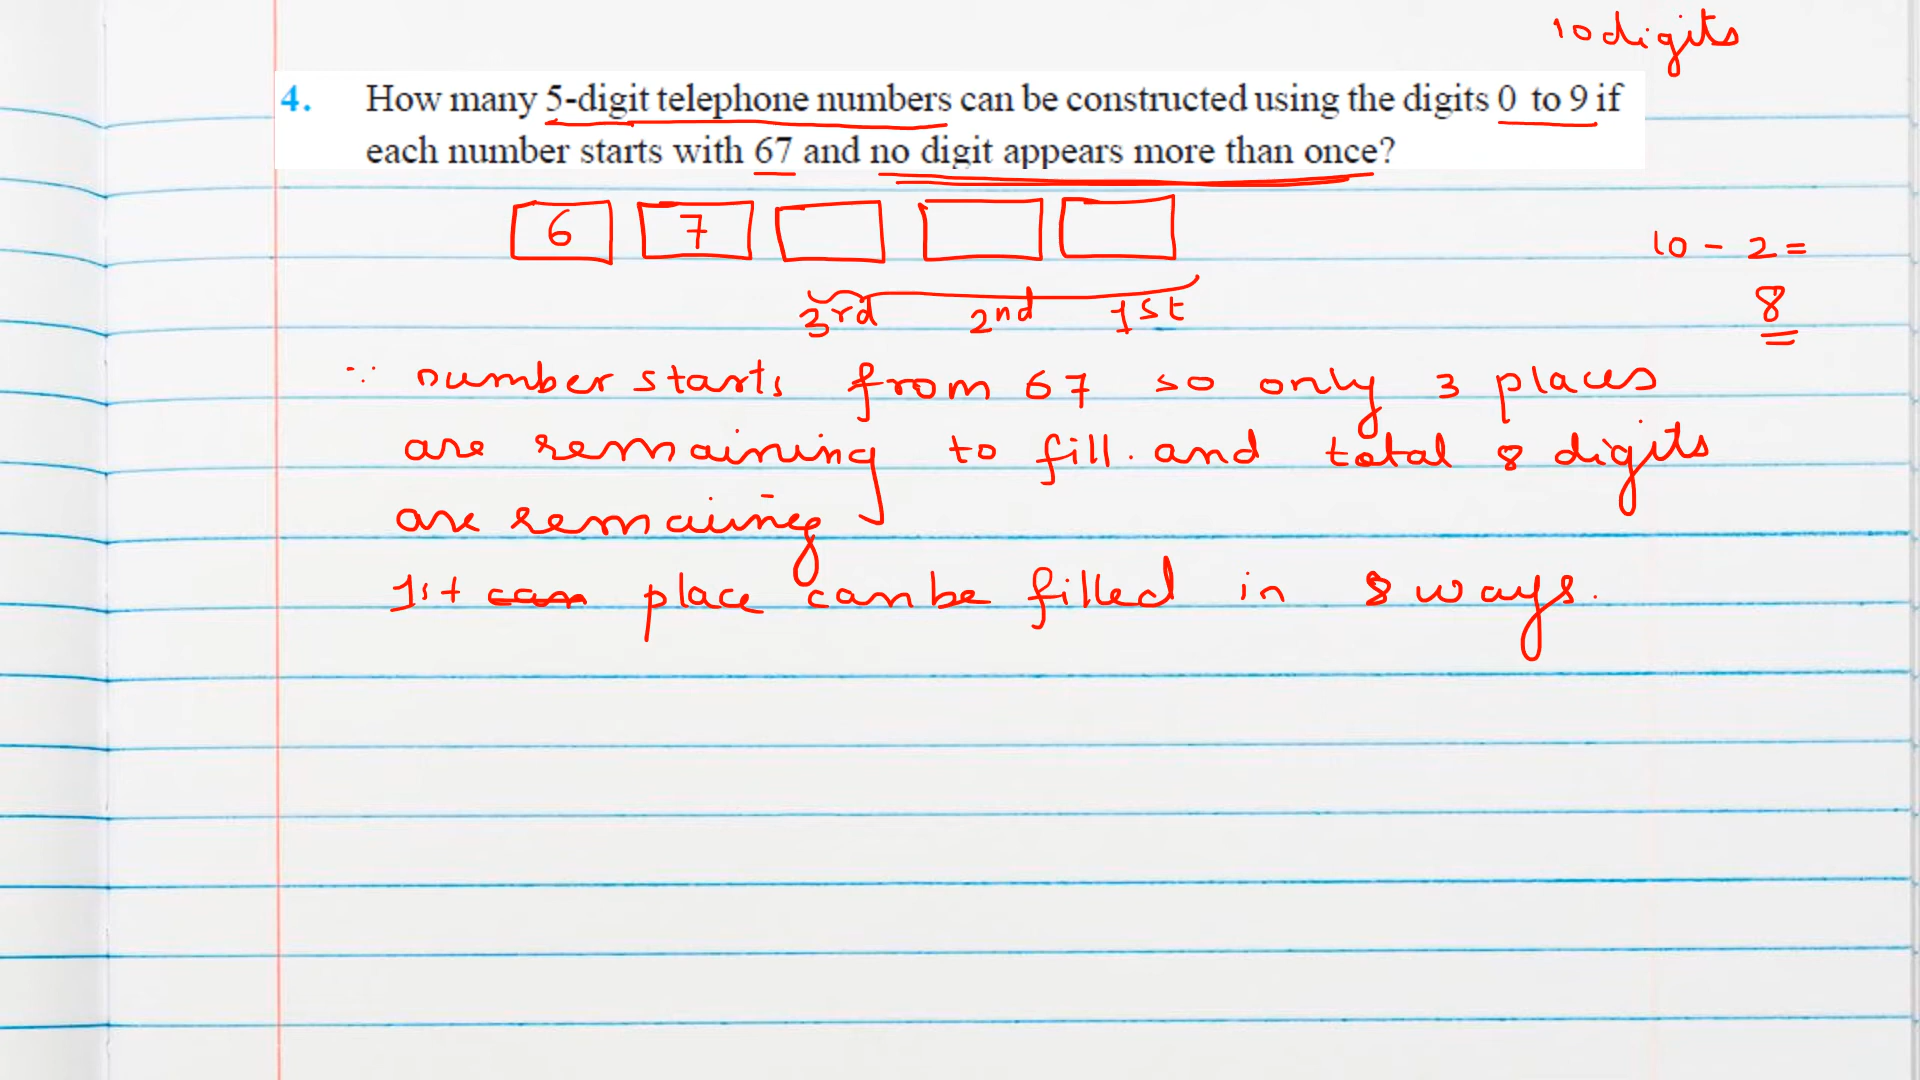 10 digits
4. How many 5-digit telephone numbers can be constructed using the digits 0 to 9 if
each number starts with 67 and no digit appears more than once?
6 7
10 - 2 =
8
3rd 2nd 1st
∵ number starts from 67 so only 3 places
are remaining to fill. and total 8 digits
are remaining
1st can place can be filled in 8 ways.